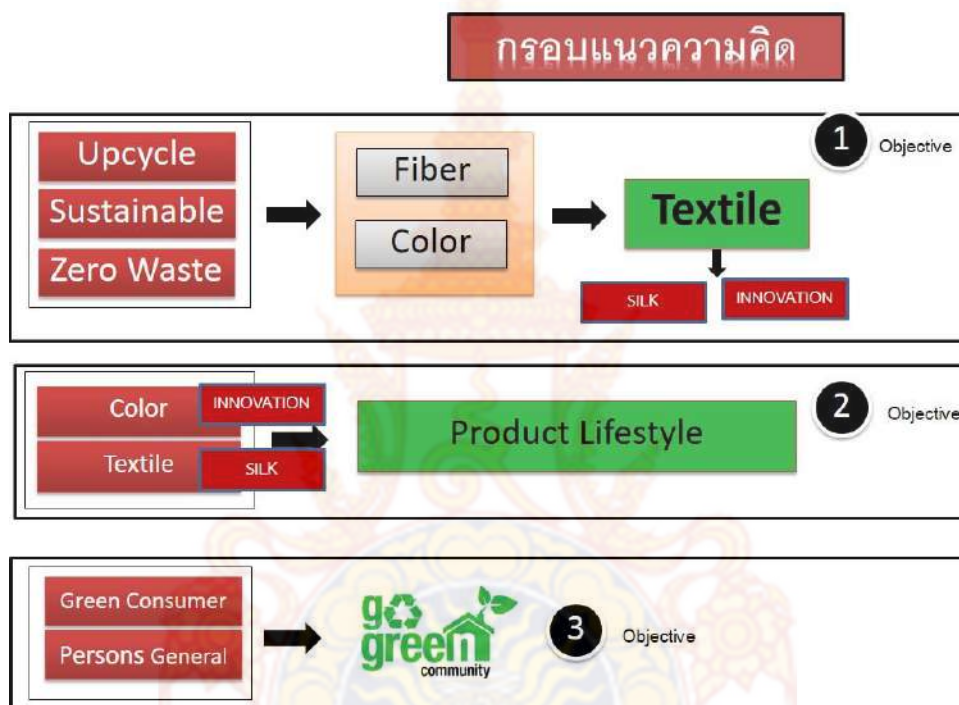 กรอบแนวความคิด
Upcycle
Sustainable
Zero Waste
Fiber
Color
Textile
SILK
INNOVATION
1
Objective
Color
Textile
INNOVATION
SILK
Product Lifestyle
2
Objective
Green Consumer
Persons General
go
green
community
3
Objective